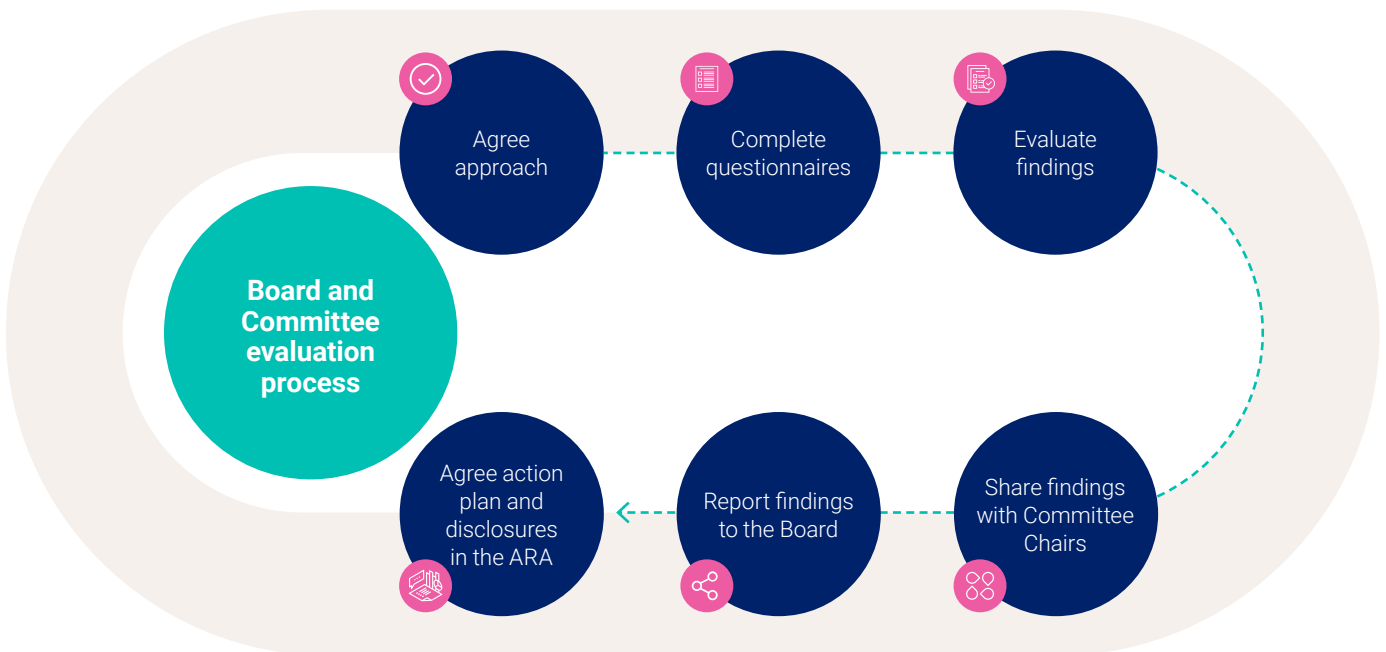 Agree
approach
Complete
questionnaires
Evaluate
findings
Board and
Committee
evaluation
process
Share findings
with Committee
Chairs
Report findings
to the Board
Agree action
plan and
disclosures
in the ARA